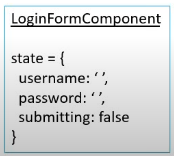 LoginFormComponent
state = {
username: ‘ ’,
password: ‘ ’,
submitting: false
}